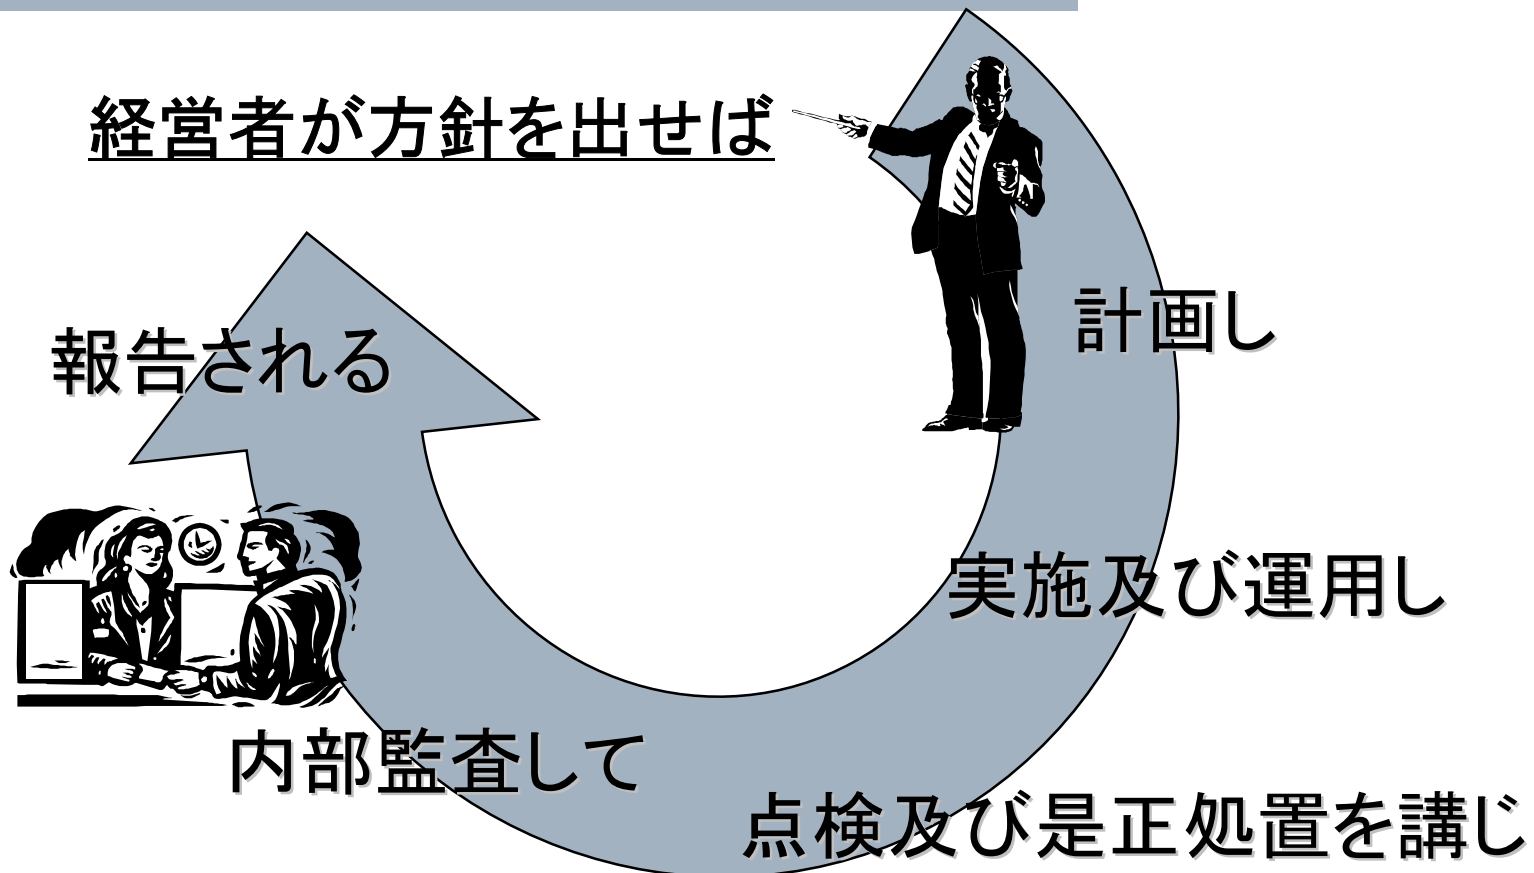 経営者が方針を出せば
計画し
実施及び運用し
点検及び是正処置を講じ
内部監査して
報告される